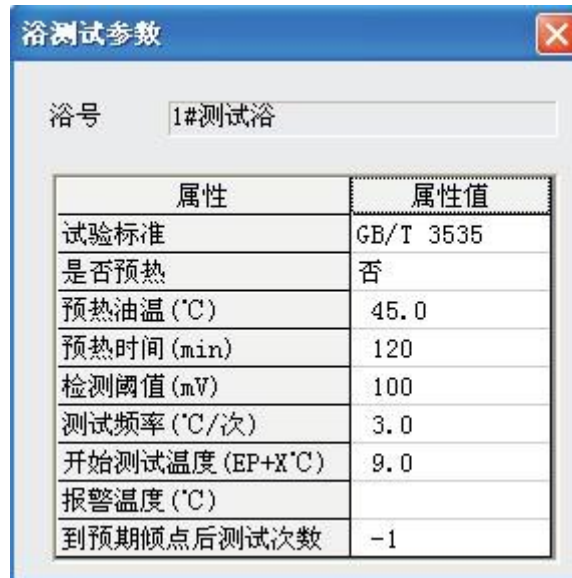 浴测试参数
浴号 1#测试浴
属性 属性值
试验标准 GB/T 3535
是否预热 否
预热油温(℃) 45.0
预热时间(min) 120
检测阈值(mV) 100
测试频率(℃/次) 3.0
开始测试温度(EP+X℃) 9.0
报警温度(℃)
到预期倾点后测试次数 -1